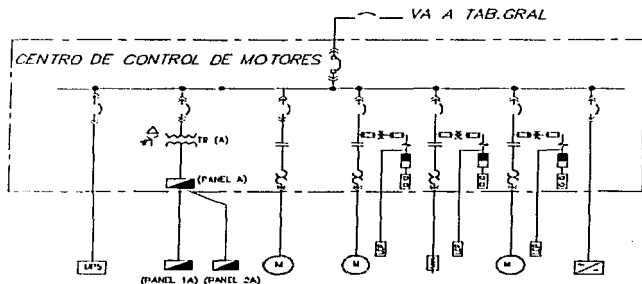 VA A TAB.GRAL
CENTRO DE CONTROL DE MOTORES
TR (A)
(PANEL A)
UPS
M
M
M
(PANEL 1A) (PANEL 2A)